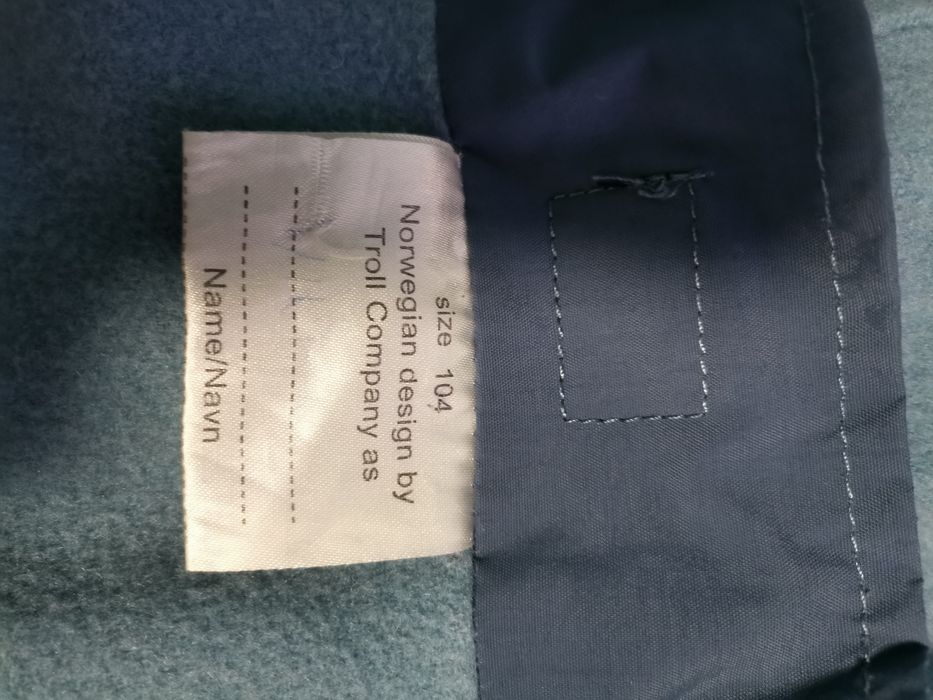 size 104
Norwegian design by
Troll Company as
Name/Navn